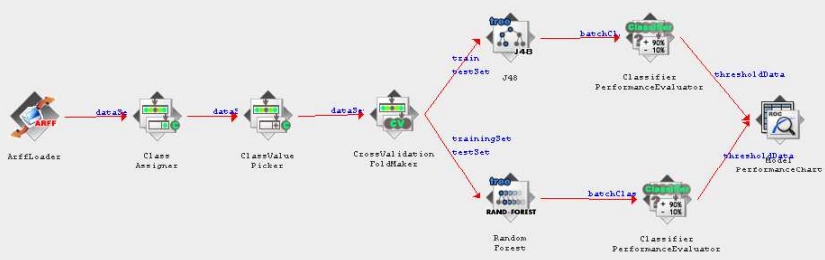 tree
J48
batchCl
Classifier
? + 90%
- 10%
train
testSet
J48
Classifier
PerformanceEvaluator
thresholdData
ARFF
dataSe
C
dataS
dataSe
CV
ROC
ArffLoader
Class
Assigner
ClassValue
Picker
CrossValidation
FoldMaker
trainingSet
testSet
thresholdData
Model
PerformanceChart
tree
RAND-FOREST
batchClas
Classifier
? + 90%
- 10%
Random
Forest
Classifier
PerformanceEvaluator